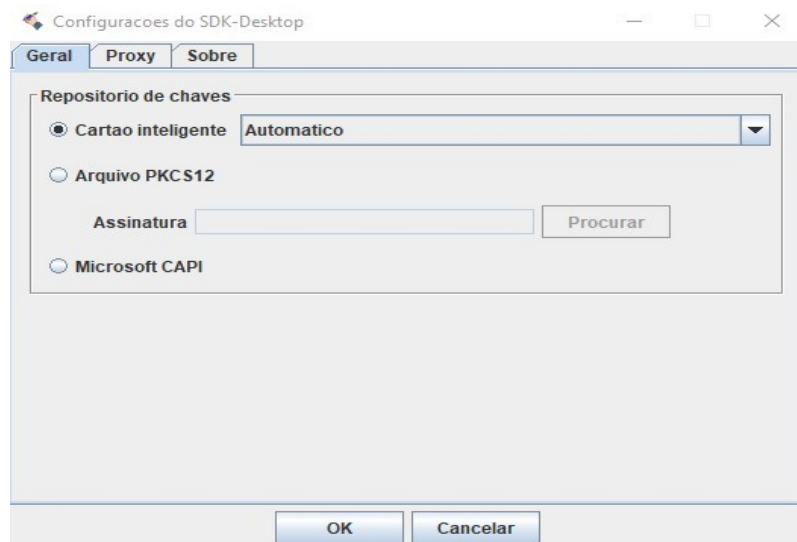 Configuracoes do SDK-Desktop
Geral Proxy Sobre
Repositorio de chaves
Cartao inteligente Automatico
Arquivo PKCS12
Assinatura Procurar
Microsoft CAPI
OK Cancelar